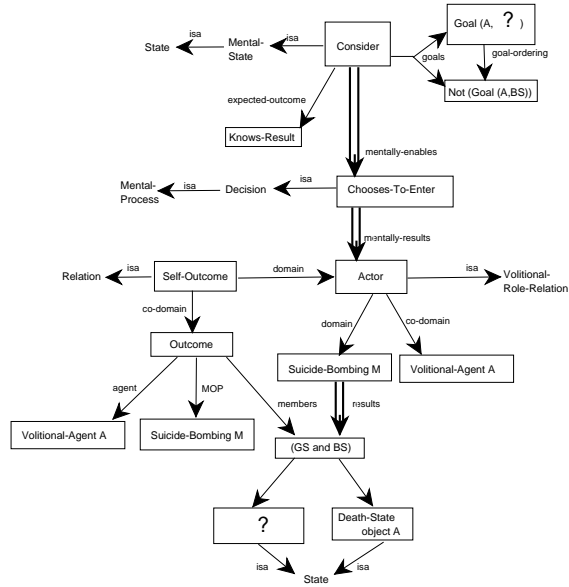 Goal (A, ? )
State
isa
Mental-
State
isa
Consider
goals
goal-ordering
Not (Goal (A,BS))
expected-outcome
Knows-Result
mentally-enables
Mental-
Process
isa
Decision
isa
Chooses-To-Enter
mentally-results
Relation
isa
Self-Outcome
domain
Actor
isa
Volitional-
Role-Relation
co-domain
domain
co-domain
Outcome
Suicide-Bombing M
Volitional-Agent A
agent
MOP
members
results
Volitional-Agent A
Suicide-Bombing M
(GS and BS)
?
Death-State
object A
isa
isa
State